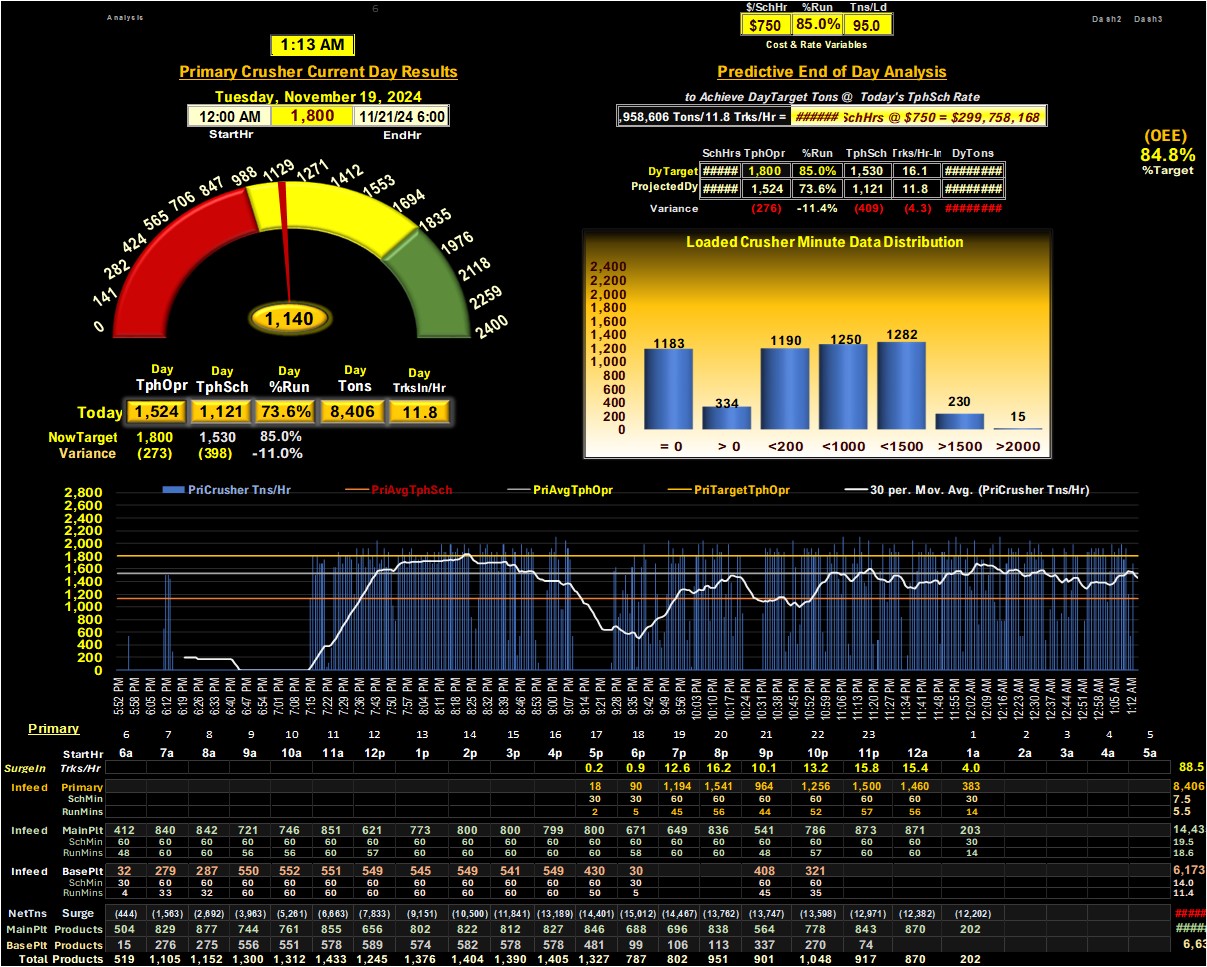 6
Analysis
$/SchHr %Run Tns/Ld
$750 85.0% 95.0
Cost & Rate Variables
Dash2 Dash3
1:13 AM
Primary Crusher Current Day Results
Tuesday, November 19, 2024
12:00 AM 1,800 11/21/24 6:00
StartHr EndHr
0 141 282 424 565 706 847 988 1129 1271 1412 1553 1694 1835 1976 2118 2259 2400
1,140
Day Day Day Day Day
TphOpr TphSch %Run Tons TrksIn/Hr
Today 1,524 1,121 73.6% 8,406 11.8
NowTarget 1,800 1,530 85.0%
Variance (273) (398) -11.0%
Predictive End of Day Analysis
to Achieve DayTarget Tons @ Today's TphSch Rate
,958,606 Tons/11.8 Trks/Hr = ###### SchHrs @ $750 = $299,758,168
(OEE)
84.8%
%Target
SchHrs TphOpr %Run TphSch Trks/Hr-In DyTons
DyTarget ##### 1,800 85.0% 1,530 16.1 ########
ProjectedDy ##### 1,524 73.6% 1,121 11.8 ########
Variance (276) -11.4% (409) (4.3) ########
Loaded Crusher Minute Data Distribution
2,400
2,200
2,000
1,800
1,600
1,400
1,200
1,000
800
600
400
200
0
1183 334 1190 1250 1282 230 15
= 0 > 0 <200 <1000 <1500 >1500 >2000
PriCrusher Tns/Hr PriAvgTphSch PriAvgTphOpr PriTargetTphOpr 30 per. Mov. Avg. (PriCrusher Tns/Hr)
2,800
2,600
2,400
2,200
2,000
1,800
1,600
1,400
1,200
1,000
800
600
400
200
0
5:52 PM 5:58 PM 6:05 PM 6:12 PM 6:19 PM 6:26 PM 6:33 PM 6:40 PM 6:47 PM 6:54 PM 7:01 PM 7:08 PM 7:15 PM 7:22 PM 7:29 PM 7:36 PM 7:43 PM 7:50 PM 7:57 PM 8:04 PM 8:11 PM 8:18 PM 8:25 PM 8:32 PM 8:39 PM 8:46 PM 8:53 PM 9:00 PM 9:07 PM 9:14 PM 9:21 PM 9:28 PM 9:35 PM 9:42 PM 9:49 PM 9:56 PM 10:03 PM 10:10 PM 10:17 PM 10:24 PM 10:31 PM 10:38 PM 10:45 PM 10:52 PM 10:59 PM 11:06 PM 11:13 PM 11:20 PM 11:27 PM 11:34 PM 11:41 PM 11:48 PM 11:55 PM 12:02 AM 12:09 AM 12:16 AM 12:23 AM 12:30 AM 12:37 AM 12:44 AM 12:51 AM 12:58 AM 1:05 AM 1:12 AM
Primary
6 7 8 9 10 11 12 13 14 15 16 17 18 19 20 21 22 23 1 2 3 4 5
StartHr 6a 7a 8a 9a 10a 11a 12p 1p 2p 3p 4p 5p 6p 7p 8p 9p 10p 11p 12a 1a 2a 3a 4a 5a
SurgeIn Trks/Hr 0.2 0.9 12.6 16.2 10.1 13.2 15.8 15.4 4.0 88.5
Infeed Primary 18 90 1,194 1,541 964 1,256 1,500 1,460 383 8,406
SchMin 30 30 60 60 60 60 60 60 30 7.5
RunMins 2 5 45 56 44 52 57 56 14 5.5
Infeed MainPlt 412 840 842 721 746 851 621 773 800 800 799 800 671 649 836 541 786 873 871 203 14,43
SchMin 60 60 60 60 60 60 60 60 60 60 60 60 60 60 60 60 60 60 60 30 19.5
RunMins 48 60 60 56 56 60 57 60 60 60 60 60 58 60 60 48 57 60 60 14 18.6
Infeed BasePlt 32 279 287 550 552 551 549 545 549 541 549 430 30 408 321 6,173
SchMin 30 60 60 60 60 60 60 60 60 60 60 60 30 60 60 14.0
RunMins 4 33 32 60 60 60 60 60 60 60 60 50 5 45 35 11.4
NetTns Surge (444) (1,563) (2,692) (3,963) (5,261) (6,663) (7,833) (9,151) (10,500) (11,841) (13,189) (14,401) (15,012) (14,467) (13,762) (13,747) (13,598) (12,971) (12,382) (12,202) #####
MainPlt Products 504 829 877 744 761 855 656 802 822 812 827 846 688 696 838 564 778 843 870 202 #####
BasePlt Products 15 276 275 556 551 578 589 574 582 578 578 481 99 106 113 337 270 74 6,63
Total Products 519 1,105 1,152 1,300 1,312 1,433 1,245 1,376 1,404 1,390 1,405 1,327 787 802 951 901 1,048 917 870 202